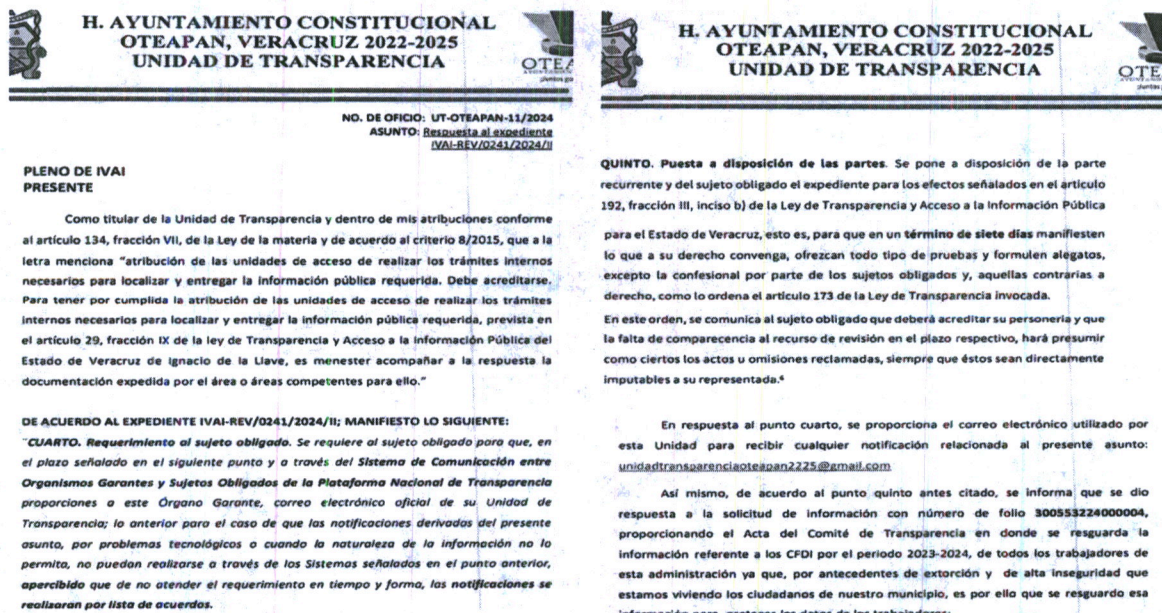 H. AYUNTAMIENTO CONSTITUCIONAL
OTEAPAN, VERACRUZ 2022-2025
UNIDAD DE TRANSPARENCIA
OTEA
NO. DE OFICIO: UT-OTEAPAN-11/2024
ASUNTO: Respuesta al expediente
IVAI-REV/0241/2024/II
PLENO DE IVAI
PRESENTE
Como titular de la Unidad de Transparencia y dentro de mis atribuciones conforme
al artículo 134, fracción VII, de la Ley de la materia y de acuerdo al criterio 8/2015, que a la
letra menciona "atribución de las unidades de acceso de realizar los trámites internos
necesarios para localizar y entregar la información pública requerida. Debe acreditarse.
Para tener por cumplida la atribución de las unidades de acceso de realizar los trámites
internos necesarios para localizar y entregar la información pública requerida, prevista en
el artículo 29, fracción IX de la ley de Transparencia y Acceso a la Información Pública del
Estado de Veracruz de Ignacio de la Llave, es menester acompañar a la respuesta la
documentación expedida por el área o áreas competentes para ello."
DE ACUERDO AL EXPEDIENTE IVAI-REV/0241/2024/II; MANIFIESTO LO SIGUIENTE:
"CUARTO. Requerimiento al sujeto obligado. Se requiere al sujeto obligado para que, en
el plazo señalado en el siguiente punto y a través del Sistema de Comunicación entre
Organismos Garantes y Sujetos Obligados de la Plataforma Nacional de Transparencia
proporciones a este Órgano Garante, correo electrónico oficial de su Unidad de
Transparencia; lo anterior para el caso de que las notificaciones derivadas del presente
asunto, por problemas tecnológicos o cuando la naturaleza de la información no lo
permita, no puedan realizarse a través de los Sistemas señalados en el punto anterior,
apercibido que de no atender el requerimiento en tiempo y forma, las notificaciones se
realizaran por lista de acuerdos.
H. AYUNTAMIENTO CONSTITUCIONAL
OTEAPAN, VERACRUZ 2022-2025
UNIDAD DE TRANSPARENCIA
OTE
QUINTO. Puesta a disposición de las partes. Se pone a disposición de la parte
recurrente y del sujeto obligado el expediente para los efectos señalados en el artículo
192, fracción III, inciso b) de la Ley de Transparencia y Acceso a la Información Pública
para el Estado de Veracruz, esto es, para que en un término de siete días manifiesten
lo que a su derecho convenga, ofrezcan todo tipo de pruebas y formulen alegatos,
excepto la confesional por parte de los sujetos obligados y, aquellas contrarias a
derecho, como lo ordena el artículo 173 de la Ley de Transparencia invocada.
En este orden, se comunica al sujeto obligado que deberá acreditar su personería y que
la falta de comparecencia al recurso de revisión en el plazo respectivo, hará presumir
como ciertos los actos u omisiones reclamadas, siempre que éstos sean directamente
imputables a su representada.⁴
En respuesta al punto cuarto, se proporciona el correo electrónico utilizado por
esta Unidad para recibir cualquier notificación relacionada al presente asunto:
unidadtransparenciaoteapan2225@gmail.com
Así mismo, de acuerdo al punto quinto antes citado, se informa que se dio
respuesta a la solicitud de información con número de folio 300553224000004,
proporcionando el Acta del Comité de Transparencia en donde se resguarda la
información referente a los CFDI por el periodo 2023-2024, de todos los trabajadores de
esta administración ya que, por antecedentes de extorción y de alta inseguridad que
estamos viviendo los ciudadanos de nuestro municipio, es por ello que se resguardo esa